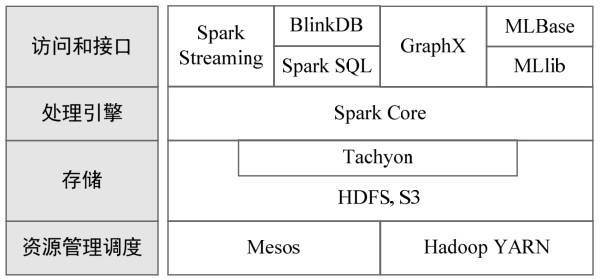 访问和接口
Spark
Streaming
BlinkDB
Spark SQL
GraphX
MLBase
MLlib
处理引擎
Spark Core
存储
Tachyon
HDFS, S3
资源管理调度
Mesos
Hadoop YARN